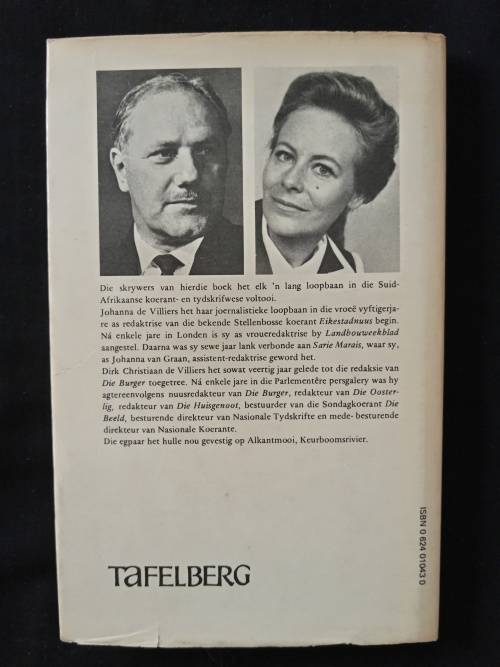 Die skrywers van hierdie boek het elk 'n lang loopbaan in die Suid-
Afrikaanse koerant- en tydskrifwese voltooi.
Johanna de Villiers het haar joernalistieke loopbaan in die vroeë vyftigerja-
re as redaktrise van die bekende Stellenbosse koerant Eikestadnuus begin.
Ná enkele jare in Londen is sy as vroueredaktrise by Landbouweekblad
aangestel. Daarna was sy sewe jaar lank verbonde aan Sarie Marais, waar sy,
as Johanna van Graan, assistent-redaktrise geword het.
Dirk Christiaan de Villiers het sowat veertig jaar gelede tot die redaksie van
Die Burger toegetree. Ná enkele jare in die Parlementêre persgalery was hy
agtereenvolgens nuusredakteur van Die Burger, redakteur van Die Ooster-
lig, redakteur van Die Huisgenoot, bestuurder van die Sondagkoerant Die
Beeld, besturende direkteur van Nasionale Tydskrifte en mede- besturende
direkteur van Nasionale Koerante.
Die egpaar het hulle nou gevestig op Alkantmooi, Keurboomsrivier.
TAFELBERG
ISBN 0 624 01043 0